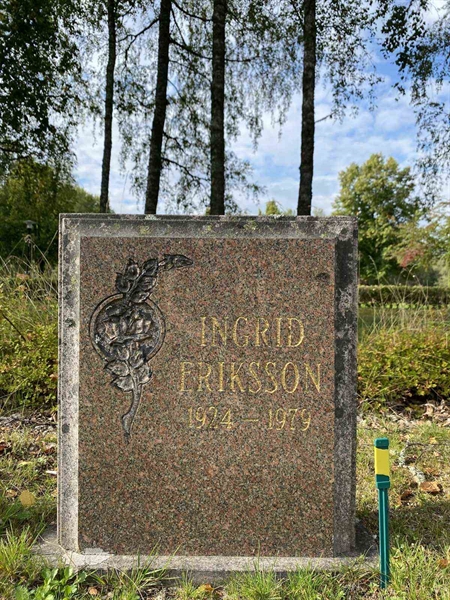 INGRID
ERIKSSON
1924 – 1979